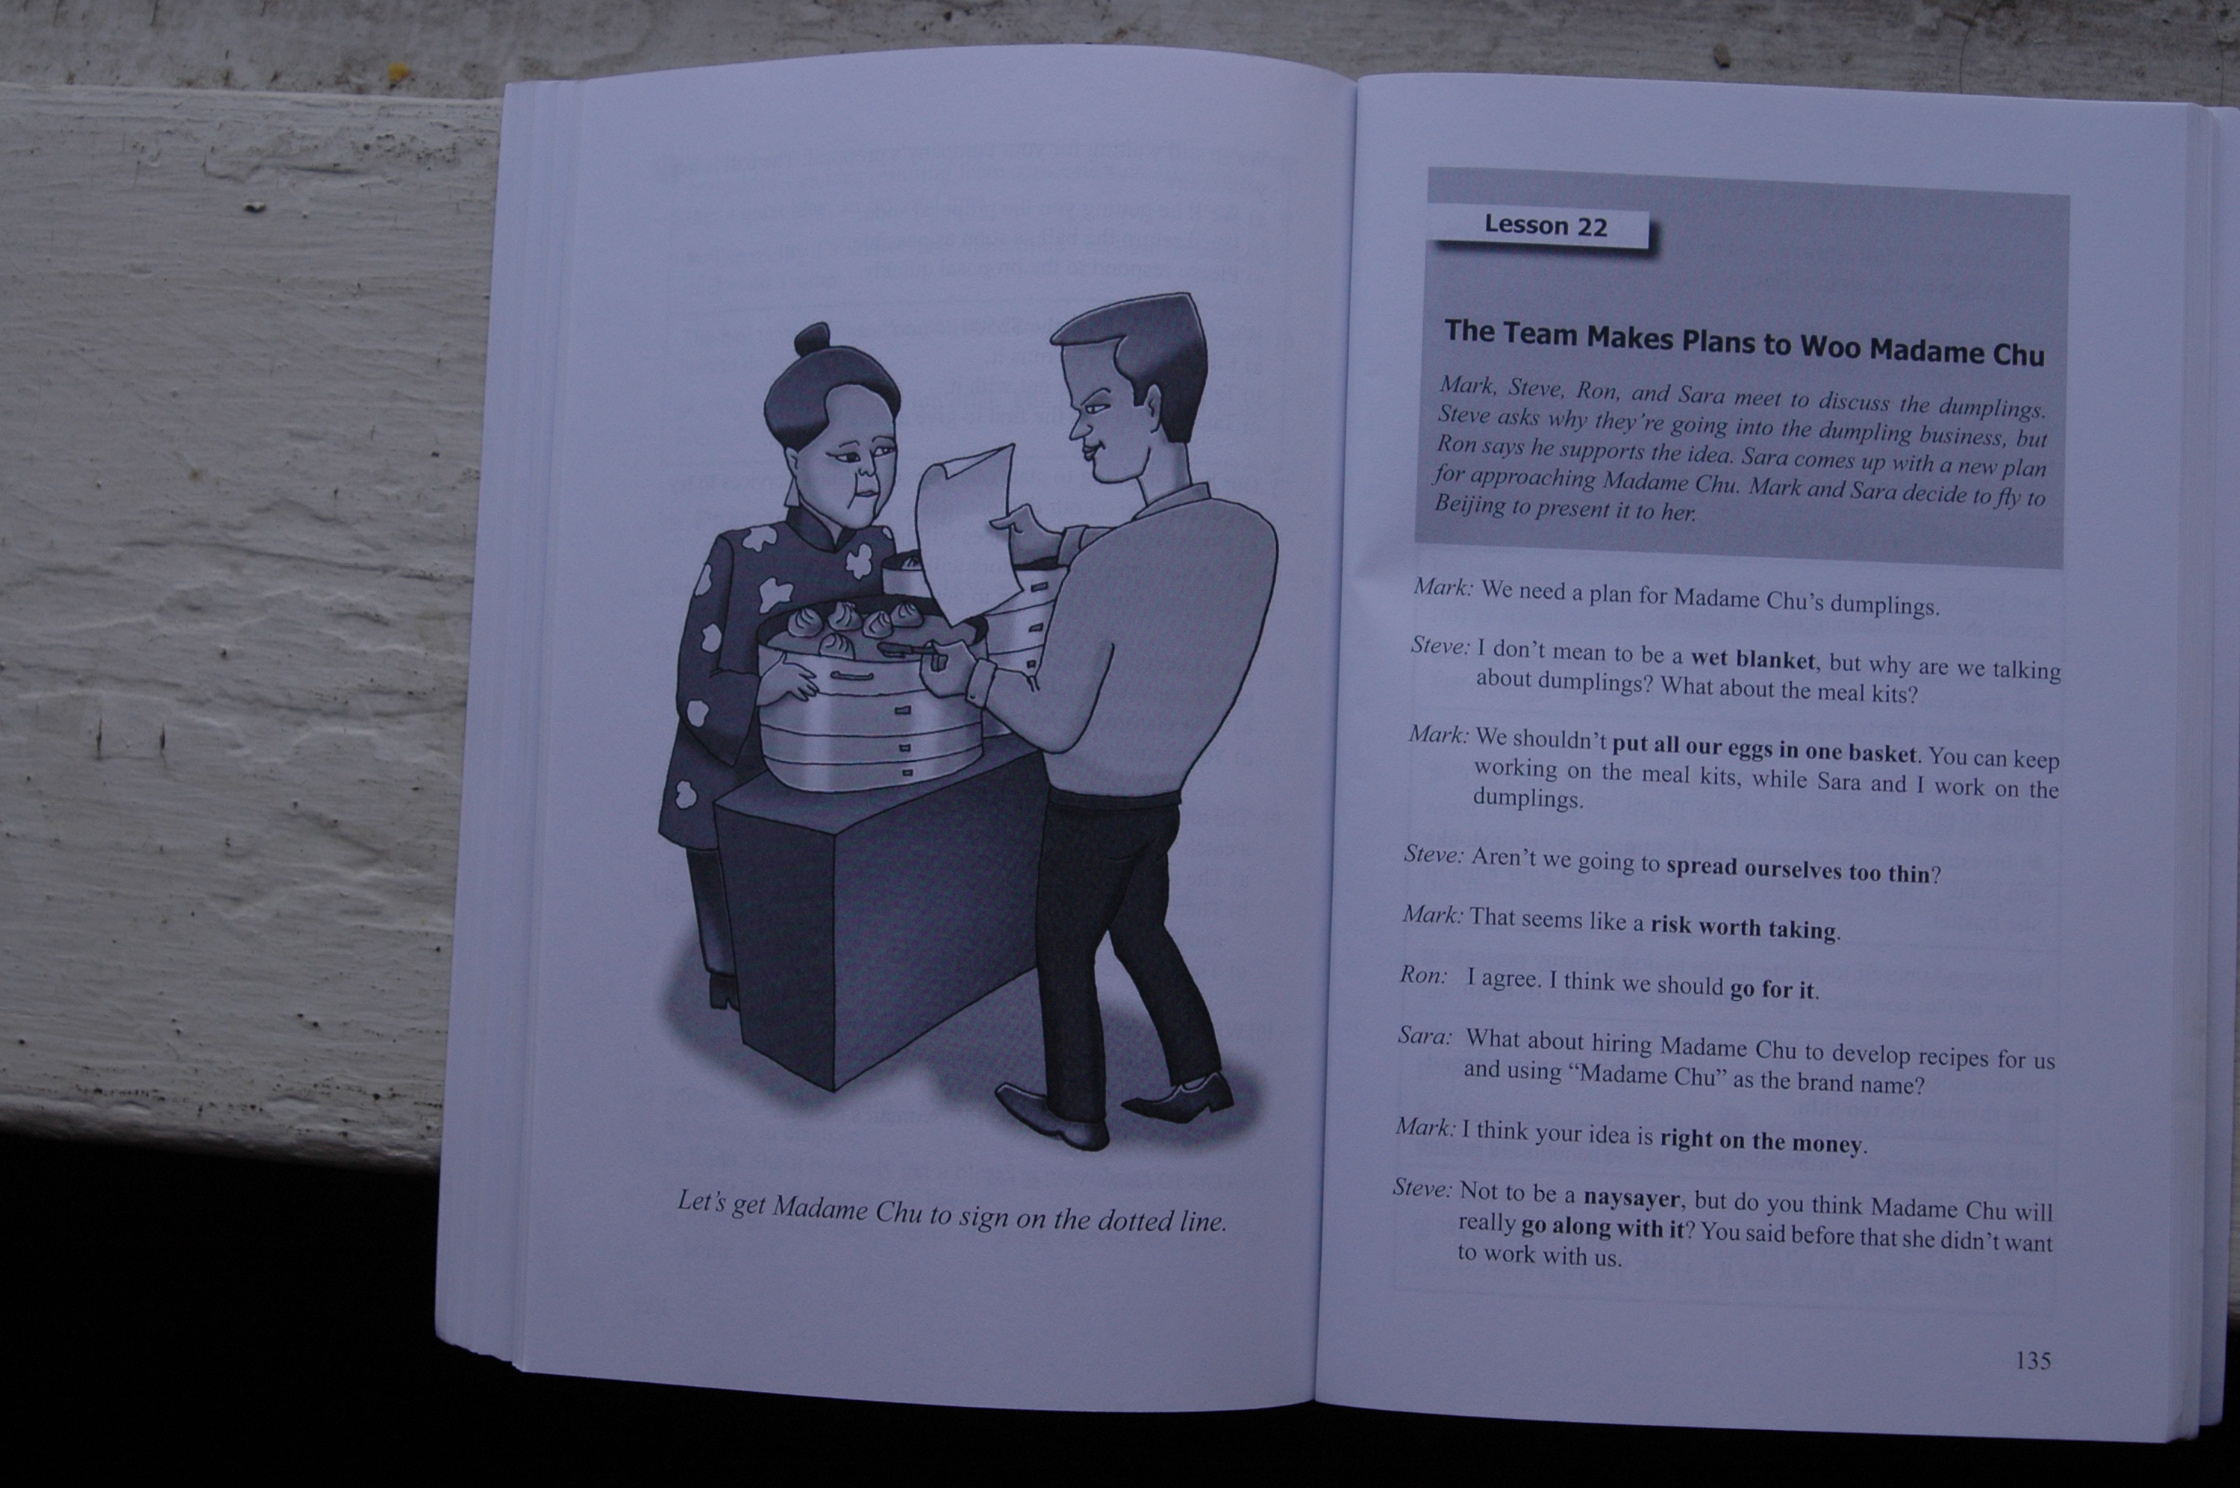 Let's get Madame Chu to sign on the dotted line.
Lesson 22
The Team Makes Plans to Woo Madame Chu
Mark, Steve, Ron, and Sara meet to discuss the dumplings.
Steve asks why they're going into the dumpling business, but
Ron says he supports the idea. Sara comes up with a new plan
for approaching Madame Chu. Mark and Sara decide to fly to
Beijing to present it to her.
Mark: We need a plan for Madame Chu's dumplings.
Steve: I don't mean to be a wet blanket, but why are we talking
about dumplings? What about the meal kits?
Mark: We shouldn't put all our eggs in one basket. You can keep
working on the meal kits, while Sara and I work on the
dumplings.
Steve: Aren't we going to spread ourselves too thin?
Mark: That seems like a risk worth taking.
Ron: I agree. I think we should go for it.
Sara: What about hiring Madame Chu to develop recipes for us
and using “Madame Chu” as the brand name?
Mark: I think your idea is right on the money.
Steve: Not to be a naysayer, but do you think Madame Chu will
really go along with it? You said before that she didn't want
to work with us.
135